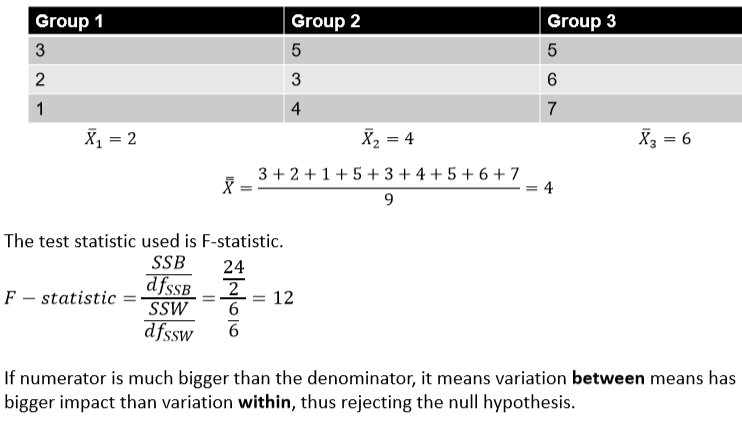 Group 1 Group 2 Group 3
3 5 5
2 3 6
1 4 7
X̄₁ = 2 X̄₂ = 4 X̄₃ = 6
X̿ = (3 + 2 + 1 + 5 + 3 + 4 + 5 + 6 + 7)/9 = 4
The test statistic used is F-statistic.
F − statistic = (SSB/df_SSB)/(SSW/df_SSW) = (24/2)/(6/6) = 12
If numerator is much bigger than the denominator, it means variation between means has
bigger impact than variation within, thus rejecting the null hypothesis.